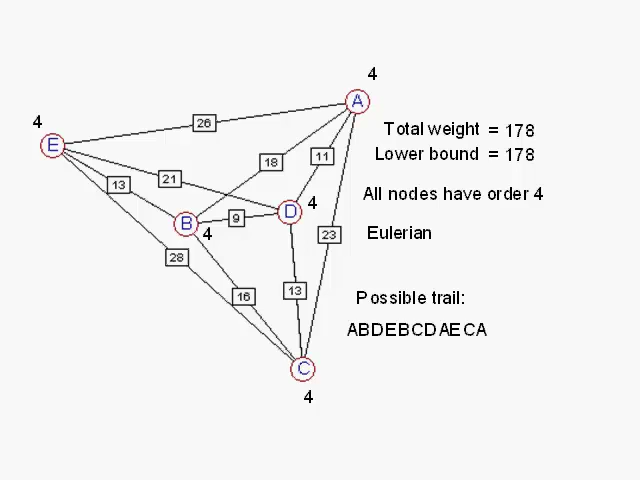 4
A
4
26
E
Total weight = 178
Lower bound = 178
18
11
21
13
All nodes have order 4
D
4
9
B
4
23
Eulerian
28
16
13
Possible trail:
ABDEBCDAECA
C
4